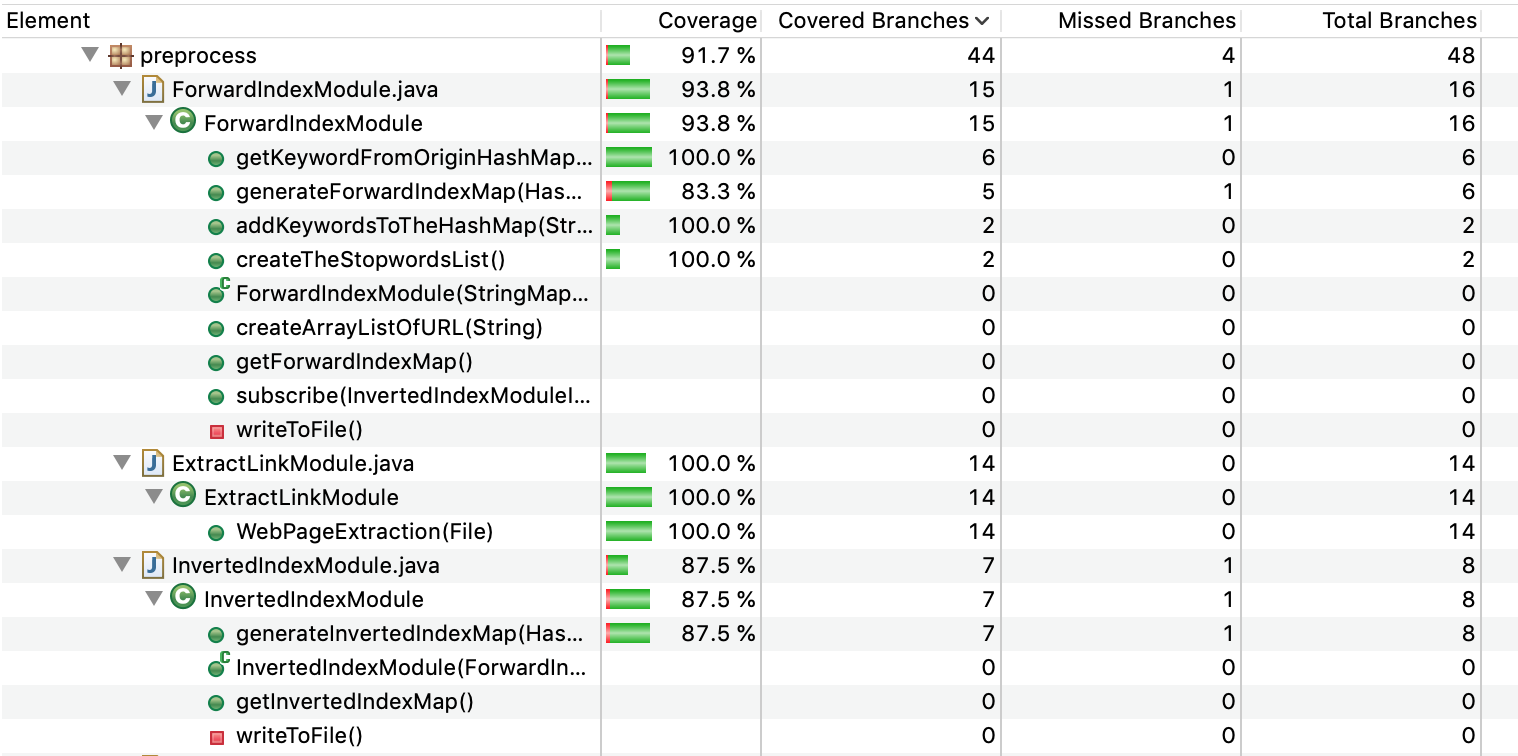 Element Coverage Covered Branches Missed Branches Total Branches
preprocess 91.7 % 44 4 48
ForwardIndexModule.java 93.8 % 15 1 16
ForwardIndexModule 93.8 % 15 1 16
getKeywordFromOriginHashMap... 100.0 % 6 0 6
generateForwardIndexMap(Has... 83.3 % 5 1 6
addKeywordsToTheHashMap(Str... 100.0 % 2 0 2
createTheStopwordsList() 100.0 % 2 0 2
ForwardIndexModule(StringMap... 0 0 0
createArrayListOfURL(String) 0 0 0
getForwardIndexMap() 0 0 0
subscribe(InvertedIndexModuleI... 0 0 0
writeToFile() 0 0 0
ExtractLinkModule.java 100.0 % 14 0 14
ExtractLinkModule 100.0 % 14 0 14
WebPageExtraction(File) 100.0 % 14 0 14
InvertedIndexModule.java 87.5 % 7 1 8
InvertedIndexModule 87.5 % 7 1 8
generateInvertedIndexMap(Has... 87.5 % 7 1 8
InvertedIndexModule(ForwardIn... 0 0 0
getInvertedIndexMap() 0 0 0
writeToFile() 0 0 0